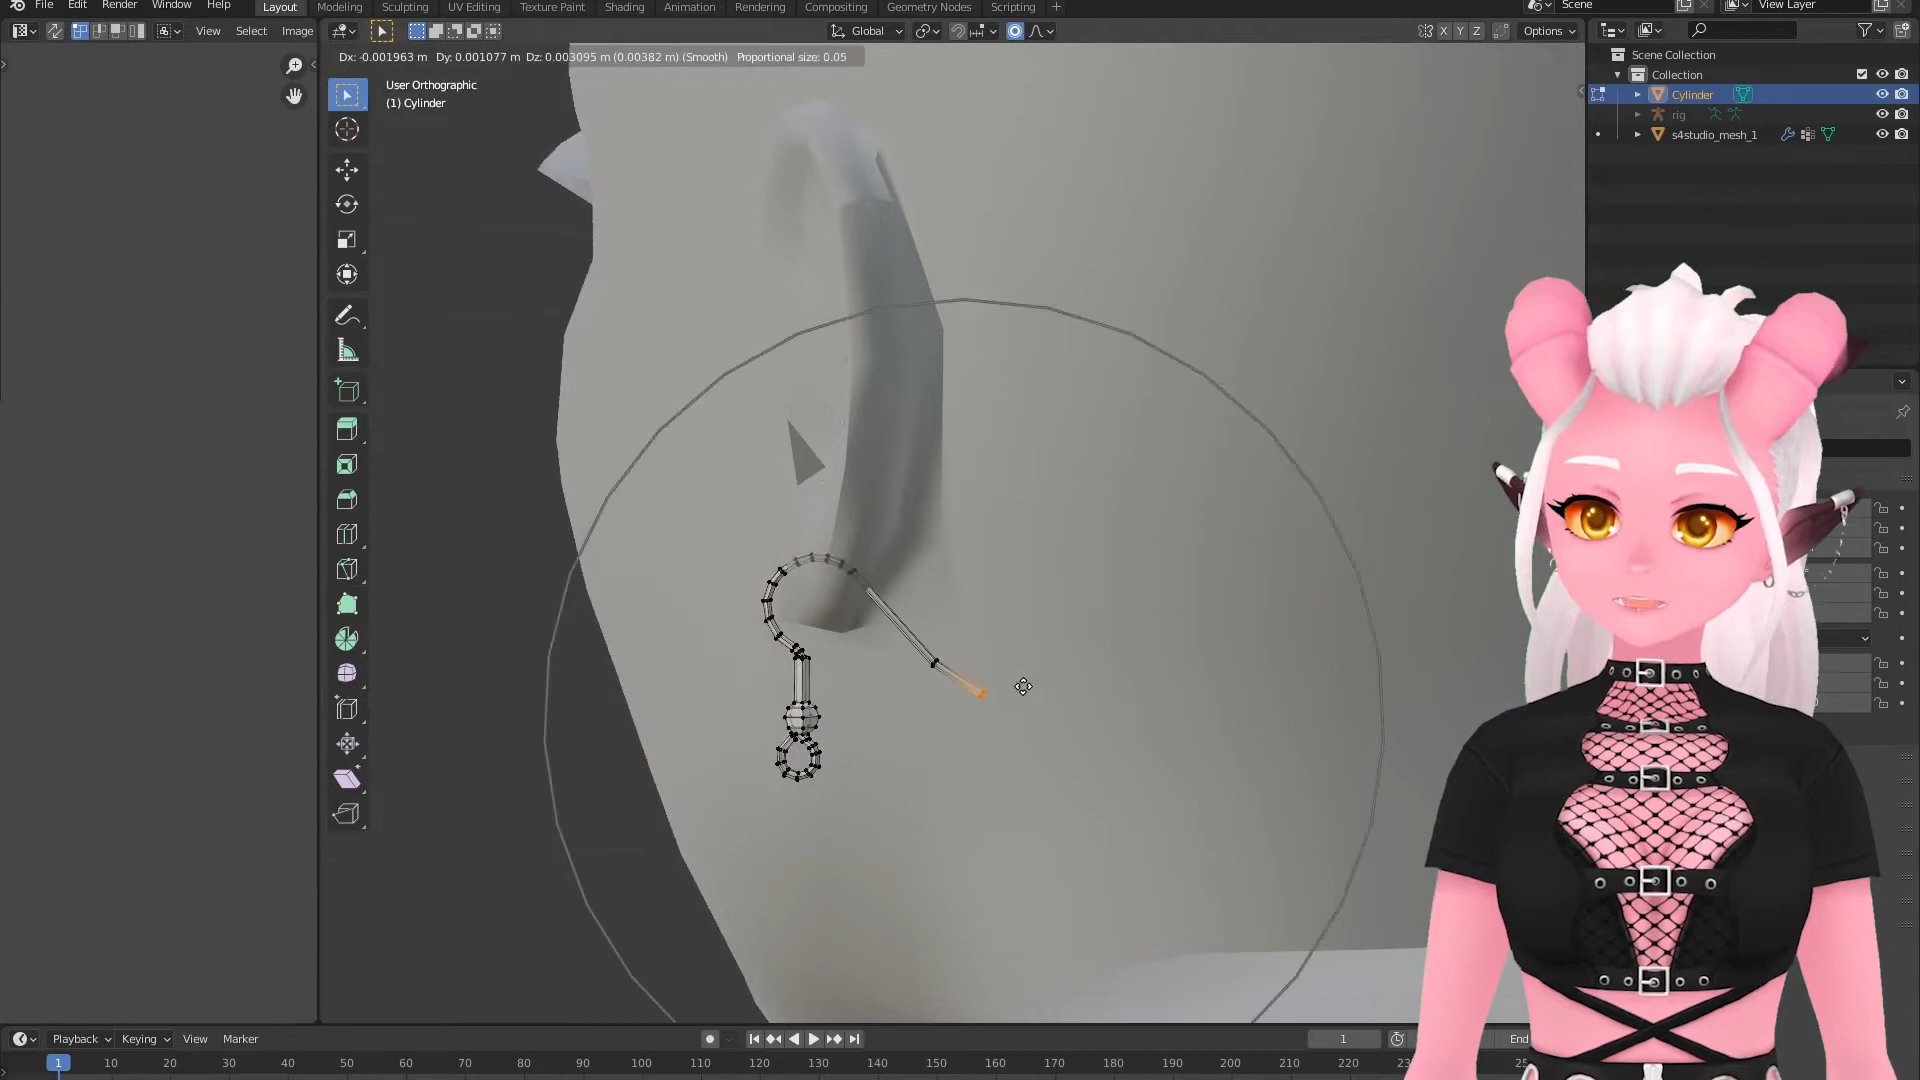 File Edit Render Window Help Layout Modeling Sculpting UV Editing Texture Paint Shading Animation Rendering Compositing Geometry Nodes Scripting + Scene View Layer
View Select Image Global X Y Z Options
Dx: -0.001963 m Dy: 0.001077 m Dz: 0.003095 m (0.00382 m) (Smooth) Proportional size: 0.05
User Orthographic
(1) Cylinder
Scene Collection
Collection
Cylinder
rig
s4studio_mesh_1
Playback Keying View Marker 1 End
1 10 20 30 40 50 60 70 80 90 100 110 120 130 140 150 160 170 180 190 200 210 220